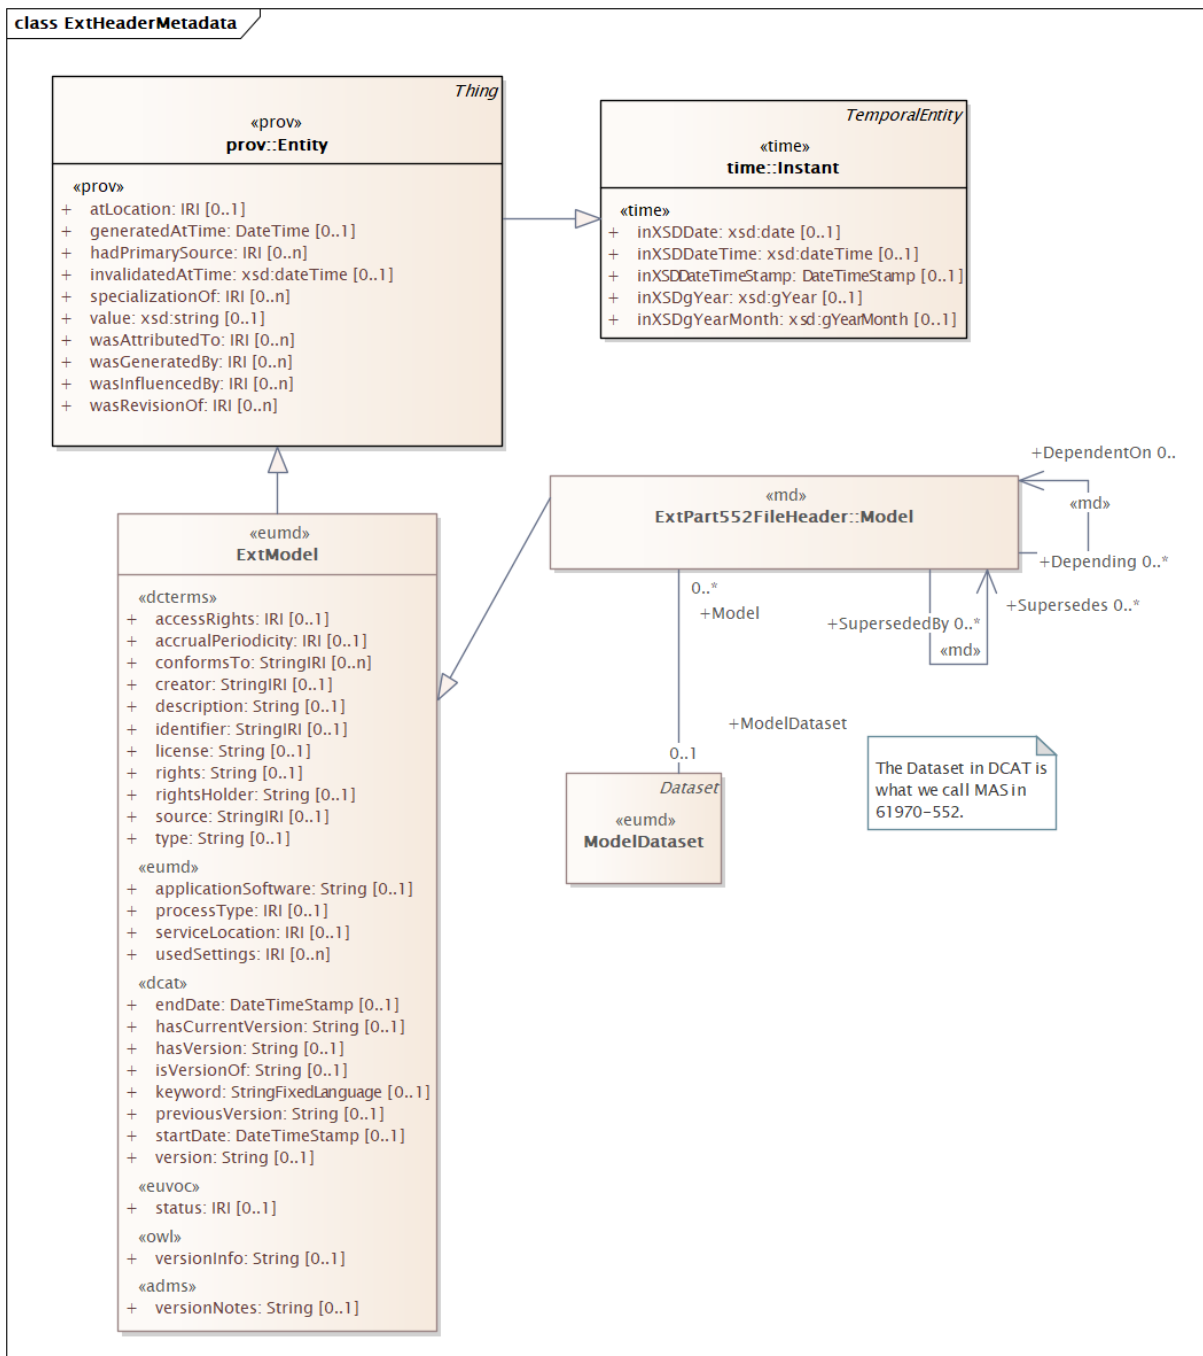 class ExtHeaderMetadata
Thing
«prov»
prov::Entity
«prov»
+ atLocation: IRI [0..1]
+ generatedAtTime: DateTime [0..1]
+ hadPrimarySource: IRI [0..n]
+ invalidatedAtTime: xsd:dateTime [0..1]
+ specializationOf: IRI [0..n]
+ value: xsd:string [0..1]
+ wasAttributedTo: IRI [0..n]
+ wasGeneratedBy: IRI [0..n]
+ wasInfluencedBy: IRI [0..n]
+ wasRevisionOf: IRI [0..n]
TemporalEntity
«time»
time::Instant
«time»
+ inXSDDate: xsd:date [0..1]
+ inXSDDateTime: xsd:dateTime [0..1]
+ inXSDDateTimeStamp: DateTimeStamp [0..1]
+ inXSDgYear: xsd:gYear [0..1]
+ inXSDgYearMonth: xsd:gYearMonth [0..1]
«eumd»
ExtModel
«dcterms»
+ accessRights: IRI [0..1]
+ accrualPeriodicity: IRI [0..1]
+ conformsTo: StringIRI [0..n]
+ creator: StringIRI [0..1]
+ description: String [0..1]
+ identifier: StringIRI [0..1]
+ license: String [0..1]
+ rights: String [0..1]
+ rightsHolder: String [0..1]
+ source: StringIRI [0..1]
+ type: String [0..1]
«eumd»
+ applicationSoftware: String [0..1]
+ processType: IRI [0..1]
+ serviceLocation: IRI [0..1]
+ usedSettings: IRI [0..n]
«dcat»
+ endDate: DateTimeStamp [0..1]
+ hasCurrentVersion: String [0..1]
+ hasVersion: String [0..1]
+ isVersionOf: String [0..1]
+ keyword: StringFixedLanguage [0..1]
+ previousVersion: String [0..1]
+ startDate: DateTimeStamp [0..1]
+ version: String [0..1]
«euvoc»
+ status: IRI [0..1]
«owl»
+ versionInfo: String [0..1]
«adms»
+ versionNotes: String [0..1]
«md»
ExtPart552FileHeader::Model
+DependentOn 0..
«md»
+Depending 0..*
+Supersedes 0..*
+SupersededBy 0..*
«md»
0..*
+Model
+ModelDataset
0..1
Dataset
«eumd»
ModelDataset
The Dataset in DCAT is
what we call MAS in
61970-552.